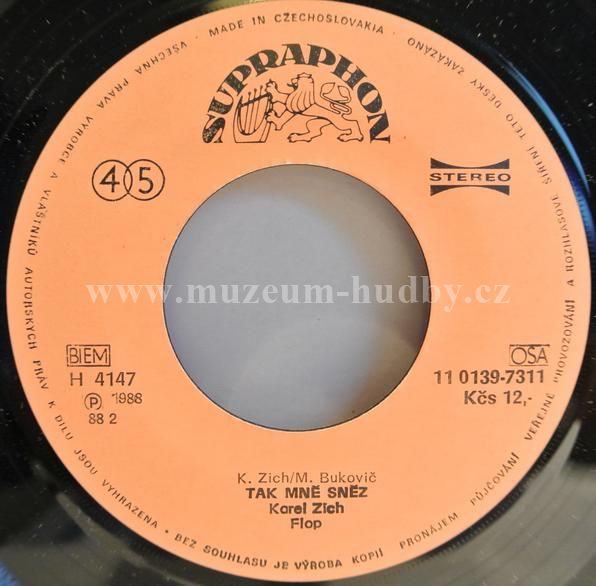 • MADE IN CZECHOSLOVAKIA •
VŠECHNA PRÁVA VÝROBCE A VLASTNÍKŮ AUTORSKÝCH PRÁV K DÍLU JSOU VYHRAZENA • BEZ SOUHLASU JE VÝROBA KOPIÍ PRONÁJEM PŮJČOVÁNÍ VEŘEJNÉ PROVOZOVÁNÍ A ROZHLASOVÉ ŠÍŘENÍ TÉTO DESKY ZAKÁZÁNO
SUPRAPHON
45
STEREO
www.muzeum-hudby.cz
BIEM
OSA
H 4147
11 0139-7311
Ⓟ 1988
Kčs 12,-
88 2
K. Zich/M. Bukovič
TAK MNĚ SNĚZ
Karel Zich
Flop